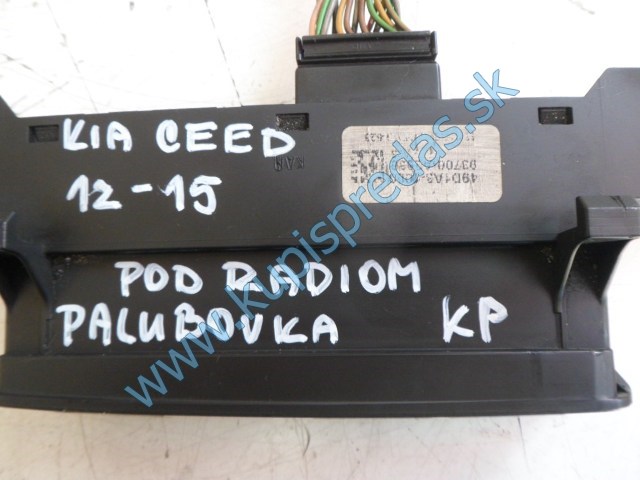 KIA CEED
12-15
POD RADIOM
PALUBOVKA KP
www.kupispredas.sk